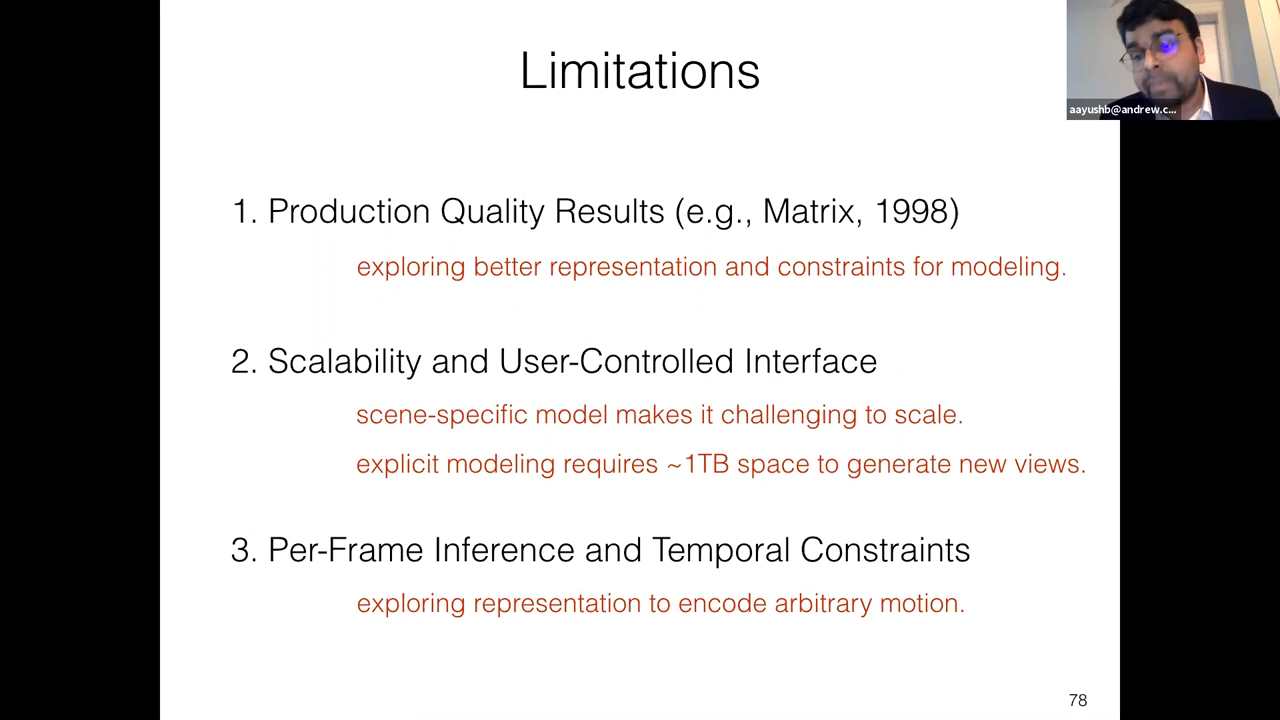 Limitations
aayushb@andrew.c...
1. Production Quality Results (e.g., Matrix, 1998)
exploring better representation and constraints for modeling.
2. Scalability and User-Controlled Interface
scene-specific model makes it challenging to scale.
explicit modeling requires ~1TB space to generate new views.
3. Per-Frame Inference and Temporal Constraints
exploring representation to encode arbitrary motion.
78